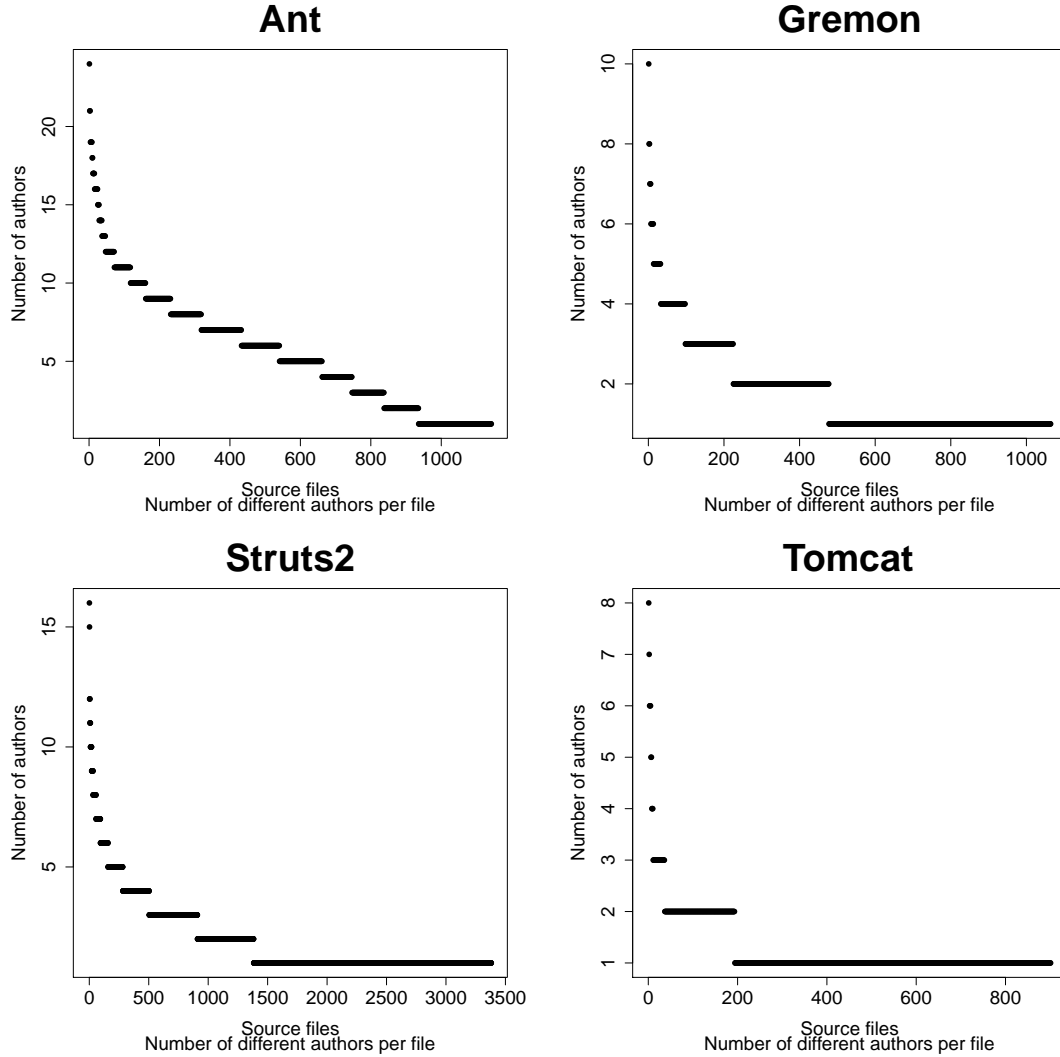 Ant
Number of authors
5 10 15 20
0 200 400 600 800 1000
Source files
Number of different authors per file
Gremon
Number of authors
2 4 6 8 10
0 200 400 600 800 1000
Source files
Number of different authors per file
Struts2
Number of authors
5 10 15
0 500 1000 1500 2000 2500 3000 3500
Source files
Number of different authors per file
Tomcat
Number of authors
1 2 3 4 5 6 7 8
0 200 400 600 800
Source files
Number of different authors per file